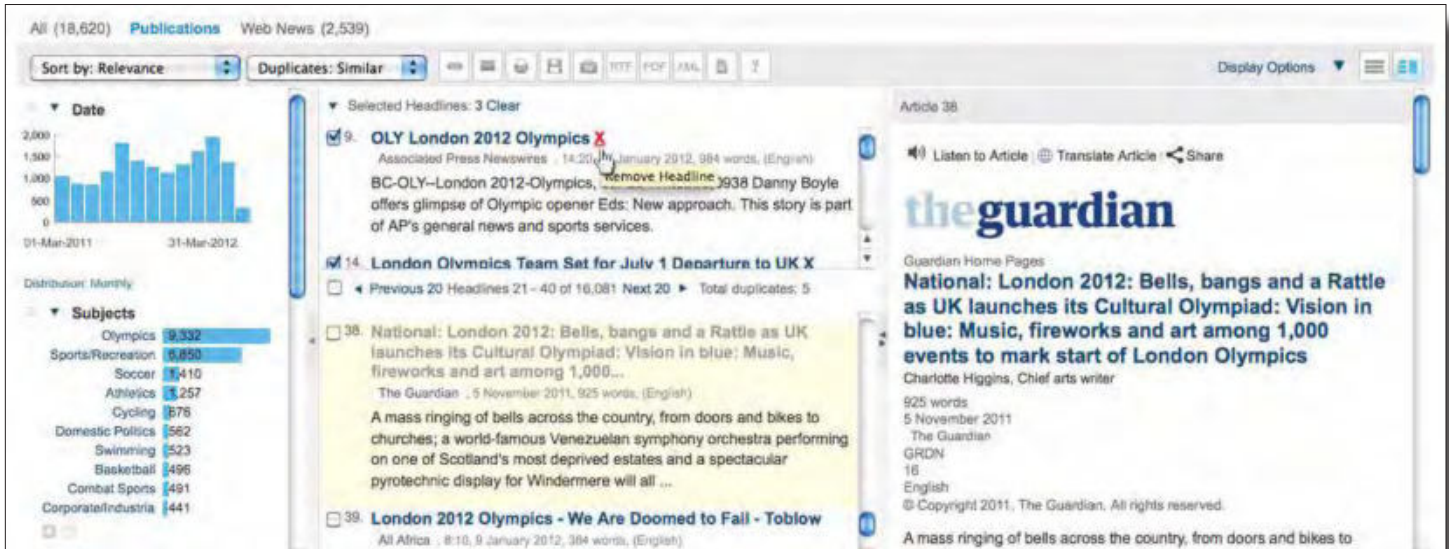 All (18,620) Publications Web News (2,539)
Sort by: Relevance Duplicates: Similar RTF PDF XML ? Display Options
Date
2,000
1,500
1,000
500
0
01-Mar-2011 31-Mar-2012
Distribution: Monthly
Subjects
Olympics 9,332
Sports/Recreation 6,650
Soccer 1,410
Athletics 1,257
Cycling 676
Domestic Politics 562
Swimming 523
Basketball 496
Combat Sports 491
Corporate/Industria 441
Selected Headlines: 3 Clear
9. OLY London 2012 Olympics X
Associated Press Newswires , 14:20, January 2012, 984 words, (English)
Remove Headline
BC-OLY--London 2012-Olympics, 0938 Danny Boyle
offers glimpse of Olympic opener Eds: New approach. This story is part
of AP's general news and sports services.
14. London Olympics Team Set for July 1 Departure to UK X
Previous 20 Headlines 21 - 40 of 16,081 Next 20 Total duplicates: 5
38. National: London 2012: Bells, bangs and a Rattle as UK
launches its Cultural Olympiad: Vision in blue: Music,
fireworks and art among 1,000...
The Guardian , 5 November 2011, 925 words, (English)
A mass ringing of bells across the country, from doors and bikes to
churches; a world-famous Venezuelan symphony orchestra performing
on one of Scotland's most deprived estates and a spectacular
pyrotechnic display for Windermere will all ...
39. London 2012 Olympics - We Are Doomed to Fail - Toblow
All Africa , 8:10, 9 January 2012, 384 words, (English)
Article 38
Listen to Article Translate Article Share
theguardian
Guardian Home Pages
National: London 2012: Bells, bangs and a Rattle
as UK launches its Cultural Olympiad: Vision in
blue: Music, fireworks and art among 1,000
events to mark start of London Olympics
Charlotte Higgins, Chief arts writer
925 words
5 November 2011
The Guardian
GRDN
16
English
© Copyright 2011. The Guardian. All rights reserved.
A mass ringing of bells across the country, from doors and bikes to